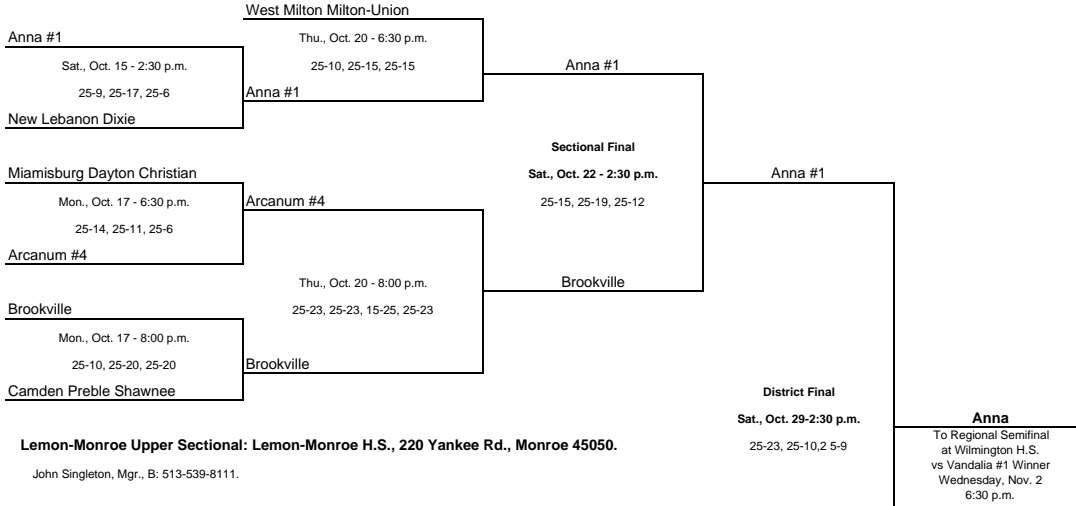 West Milton Milton-Union
Anna #1
Thu., Oct. 20 - 6:30 p.m.
Sat., Oct. 15 - 2:30 p.m.
25-10, 25-15, 25-15
Anna #1
25-9, 25-17, 25-6
Anna #1
New Lebanon Dixie
Sectional Final
Miamisburg Dayton Christian
Sat., Oct. 22 - 2:30 p.m.
Anna #1
Mon., Oct. 17 - 6:30 p.m.
Arcanum #4
25-15, 25-19, 25-12
25-14, 25-11, 25-6
Arcanum #4
Thu., Oct. 20 - 8:00 p.m.
Brookville
Brookville
25-23, 25-23, 15-25, 25-23
Mon., Oct. 17 - 8:00 p.m.
25-10, 25-20, 25-20
Brookville
Camden Preble Shawnee
District Final
Sat., Oct. 29-2:30 p.m.
Anna
Lemon-Monroe Upper Sectional: Lemon-Monroe H.S., 220 Yankee Rd., Monroe 45050.
25-23, 25-10,2 5-9
To Regional Semifinal
at Wilmington H.S.
vs Vandalia #1 Winner
Wednesday, Nov. 2
6:30 p.m.
John Singleton, Mgr., B: 513-539-8111.